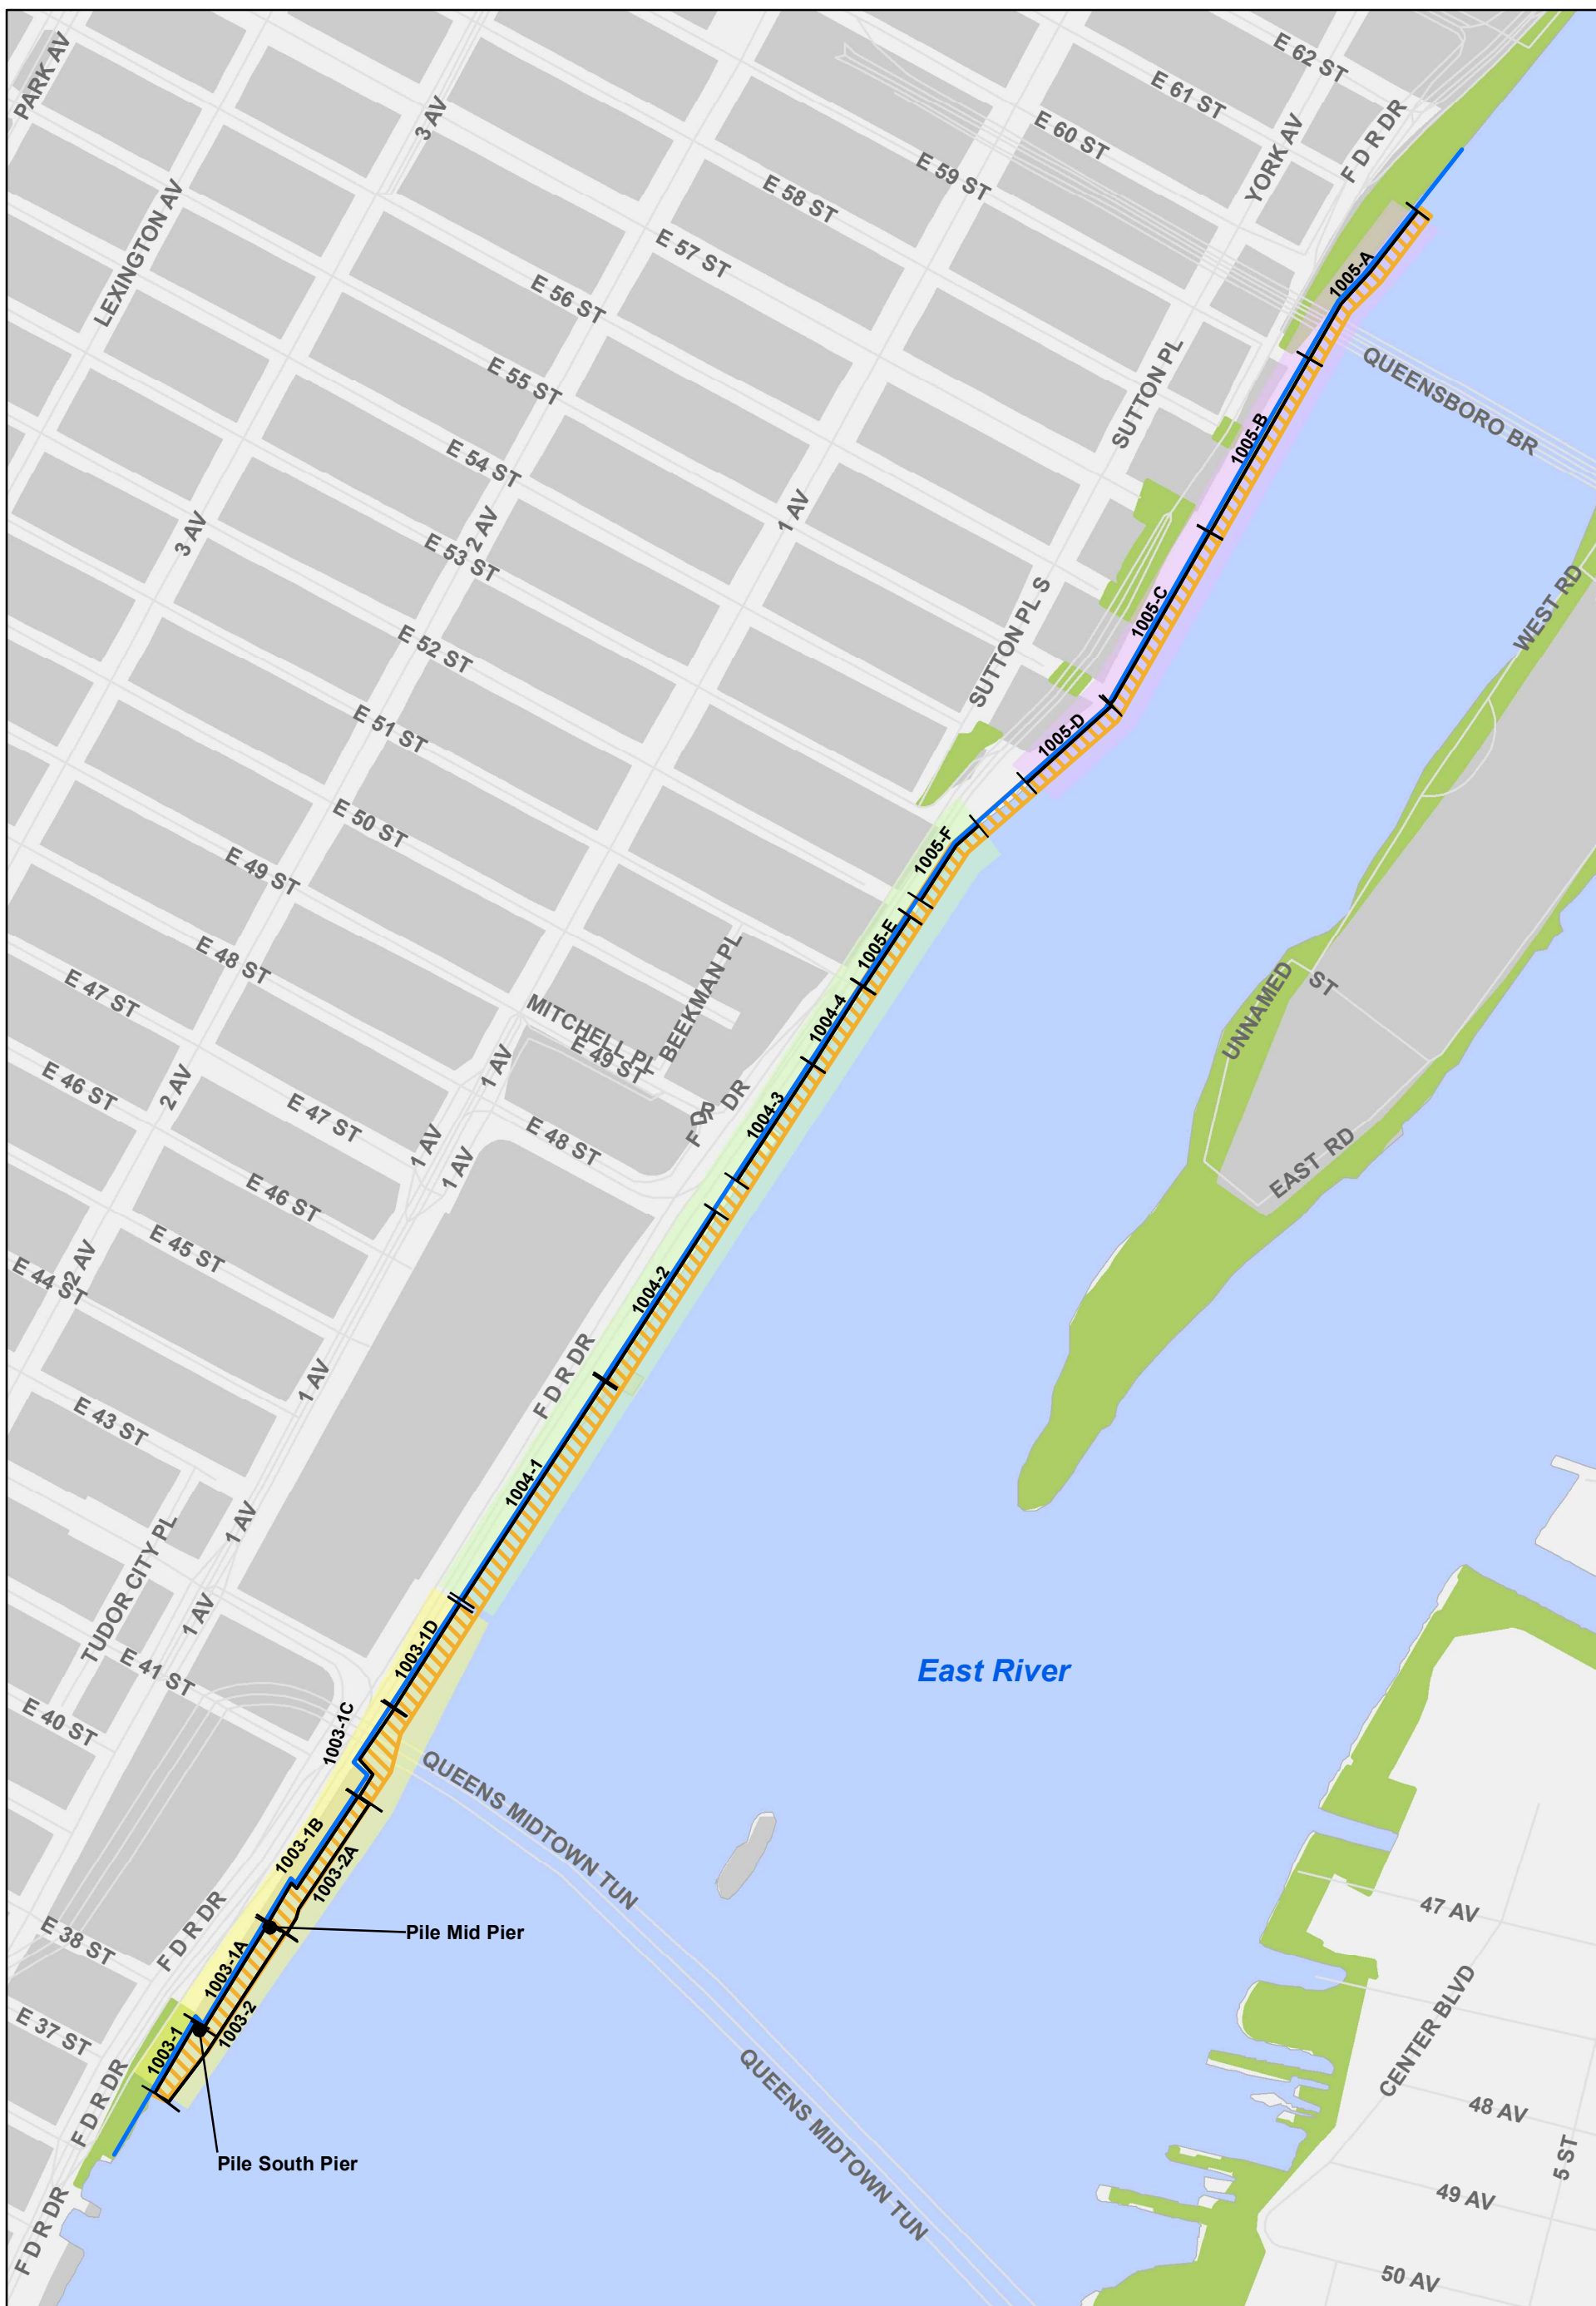 E 62 ST
PARK AV
E 61 ST
3 AV
F D R DR
E 60 ST
YORK AV
E 59 ST
E 58 ST
LEXINGTON AV
E 57 ST
1005-A
E 56 ST
QUEENSBORO BR
E 55 ST
SUTTON PL
1005-B
E 54 ST
1 AV
3 AV
2 AV
E 53 ST
WEST RD
1005-C
E 52 ST
SUTTON PL S
E 51 ST
1005-D
E 50 ST
1005-F
E 49 ST
1005-E
E 48 ST
BEEKMAN PL
E 47 ST
UNNAMED ST
MITCHELL PL
1004-4
E 49 ST
1 AV
E 46 ST
2 AV
F D R DR
DR
1004-3
E 47 ST
E 48 ST
1 AV
1 AV
EAST RD
E 46 ST
E 45 ST
2 AV
E 44 ST
1004-2
F D R DR
1 AV
E 43 ST
1004-1
1 AV
TUDOR CITY PL
1 AV
1003-1D
E 41 ST
East River
E 40 ST
1003-1C
QUEENS MIDTOWN TUN
1003-1B
1003-2A
47 AV
F D R DR
E 38 ST
Pile Mid Pier
1003-1A
1003-2
E 37 ST
CENTER BLVD
1003-1
F D R DR
QUEENS MIDTOWN TUN
48 AV
Pile South Pier
5 ST
49 AV
F D R DR
50 AV